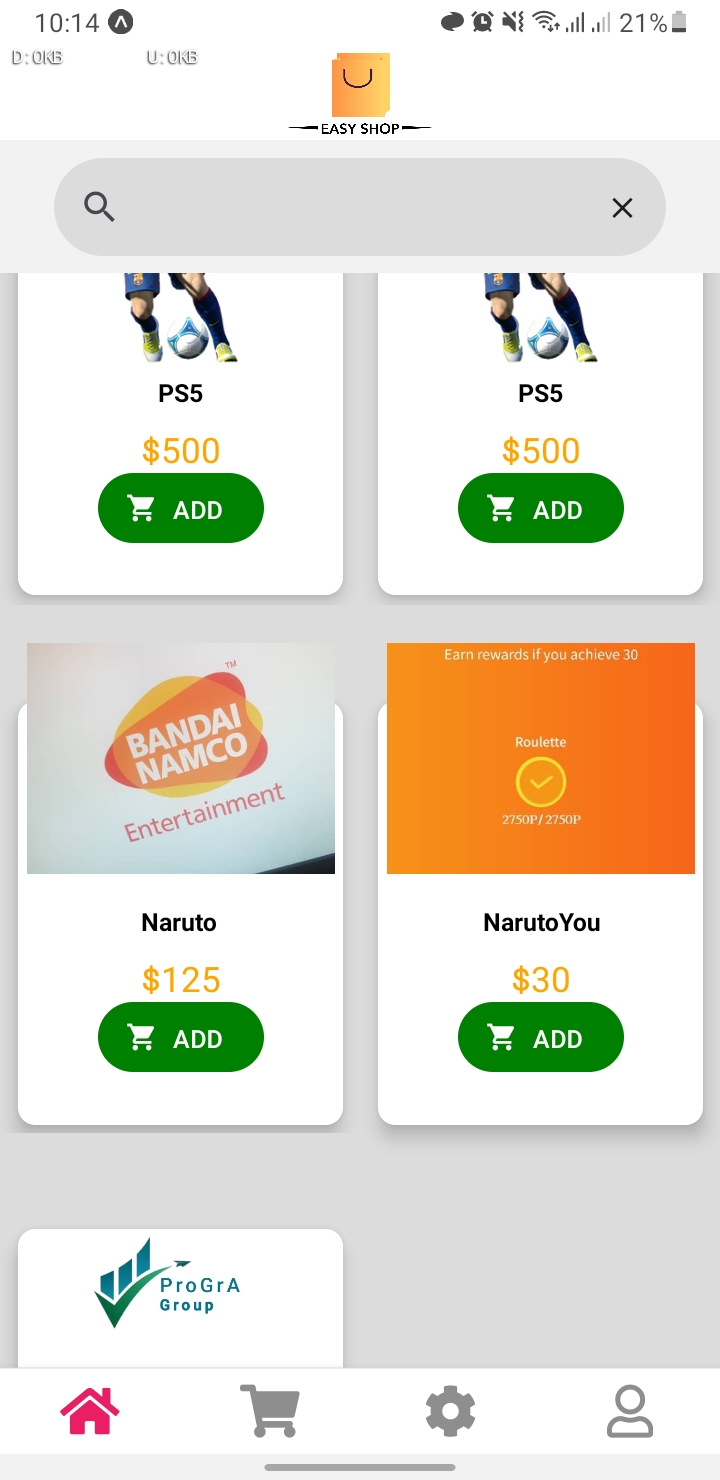 10:14
21%
D: 0KB U: 0KB
EASY SHOP
PS5 PS5
$500 $500
ADD ADD
BANDAI
NAMCO
Entertainment
TM
Earn rewards if you achieve 30
Roulette
2750P/ 2750P
Naruto NarutoYou
$125 $30
ADD ADD
ProGrA
Group